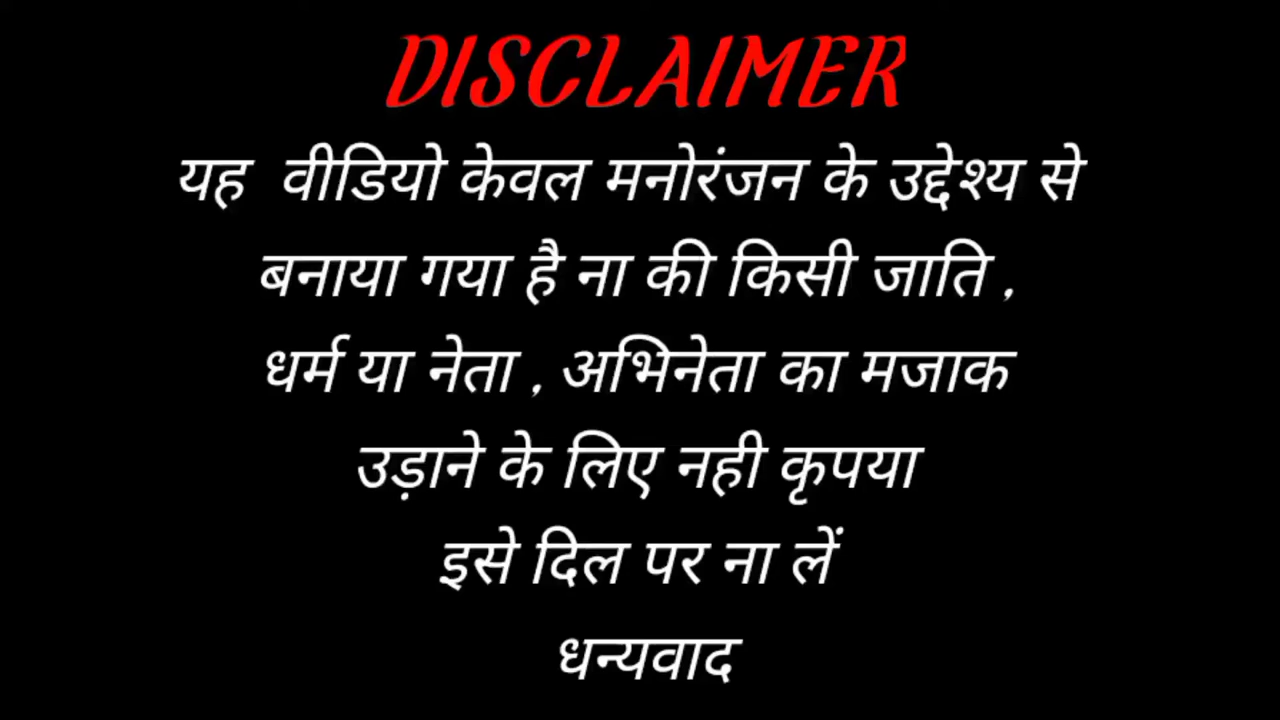 DISCLAIMER
यह वीडियो केवल मनोरंजन के उद्देश्य से
बनाया गया है ना की किसी जाति ,
धर्म या नेता , अभिनेता का मजाक
उड़ाने के लिए नही कृपया
इसे दिल पर ना लें
धन्यवाद